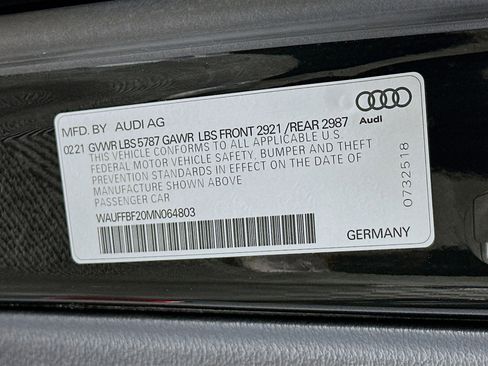 MFD. BY AUDI AG
0221 GVWR LBS 5787 GAWR LBS FRONT 2921 /REAR 2987
THIS VEHICLE CONFORMS TO ALL APPLICABLE U.S
FEDERAL MOTOR VEHICLE SAFETY, BUMPER AND THEFT
PREVENTION STANDARDS IN EFFECT ON THE DATE OF
MANUFACTURE SHOWN ABOVE
PASSENGER CAR
WAUFFBF20MN064803
Audi
0732518
GERMANY